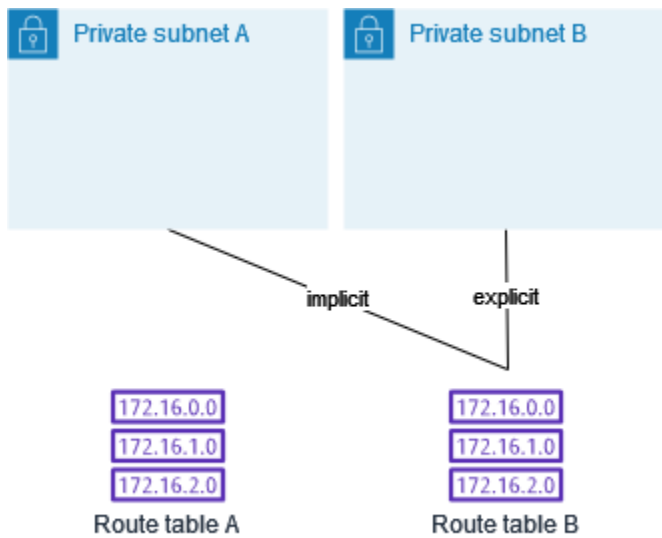 Private subnet A
Private subnet B
implicit
explicit
172.16.0.0
172.16.1.0
172.16.2.0
Route table A
172.16.0.0
172.16.1.0
172.16.2.0
Route table B